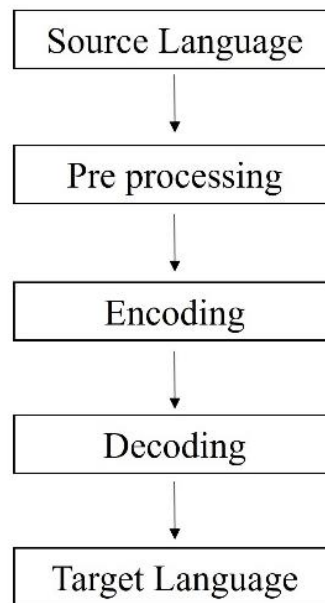 Source Language
Pre processing
Encoding
Decoding
Target Language